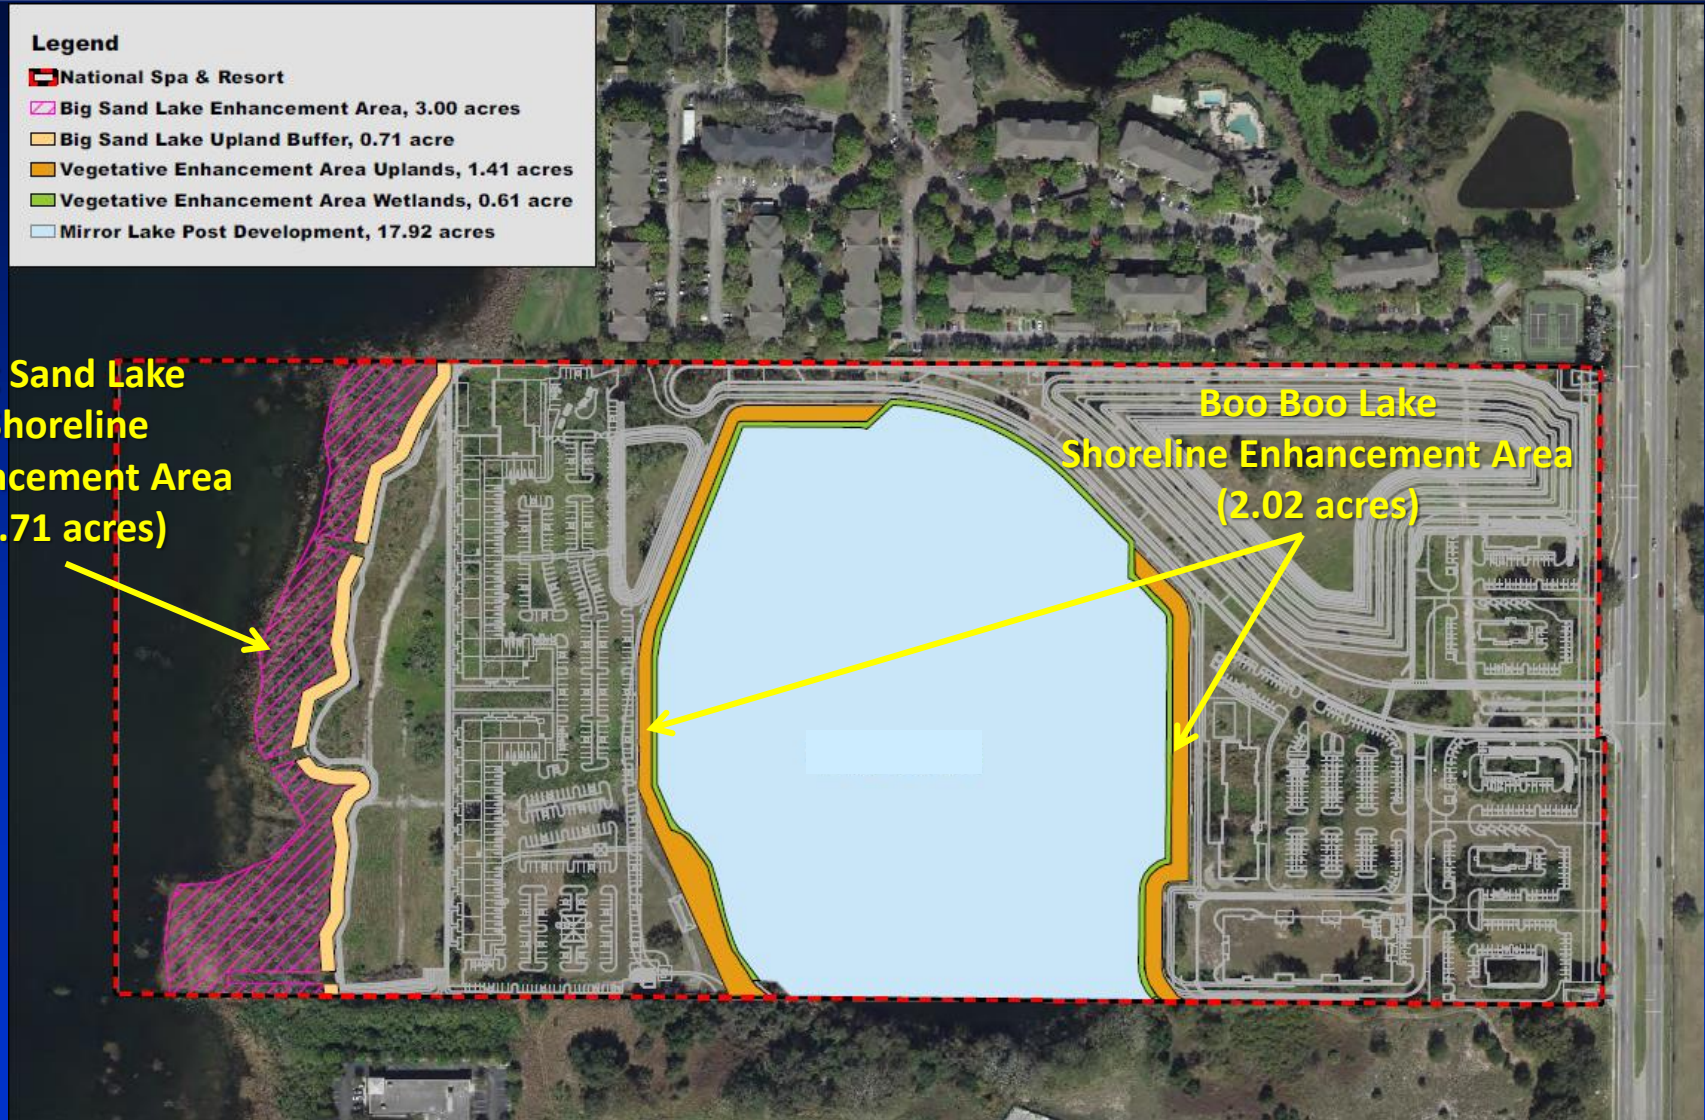 Legend
National Spa & Resort
Big Sand Lake Enhancement Area, 3.00 acres
Big Sand Lake Upland Buffer, 0.71 acre
Vegetative Enhancement Area Uplands, 1.41 acres
Vegetative Enhancement Area Wetlands, 0.61 acre
Mirror Lake Post Development, 17.92 acres
Sand Lake
horeline
ncement Area
.71 acres)
Boo Boo Lake
Shoreline Enhancement Area
(2.02 acres)